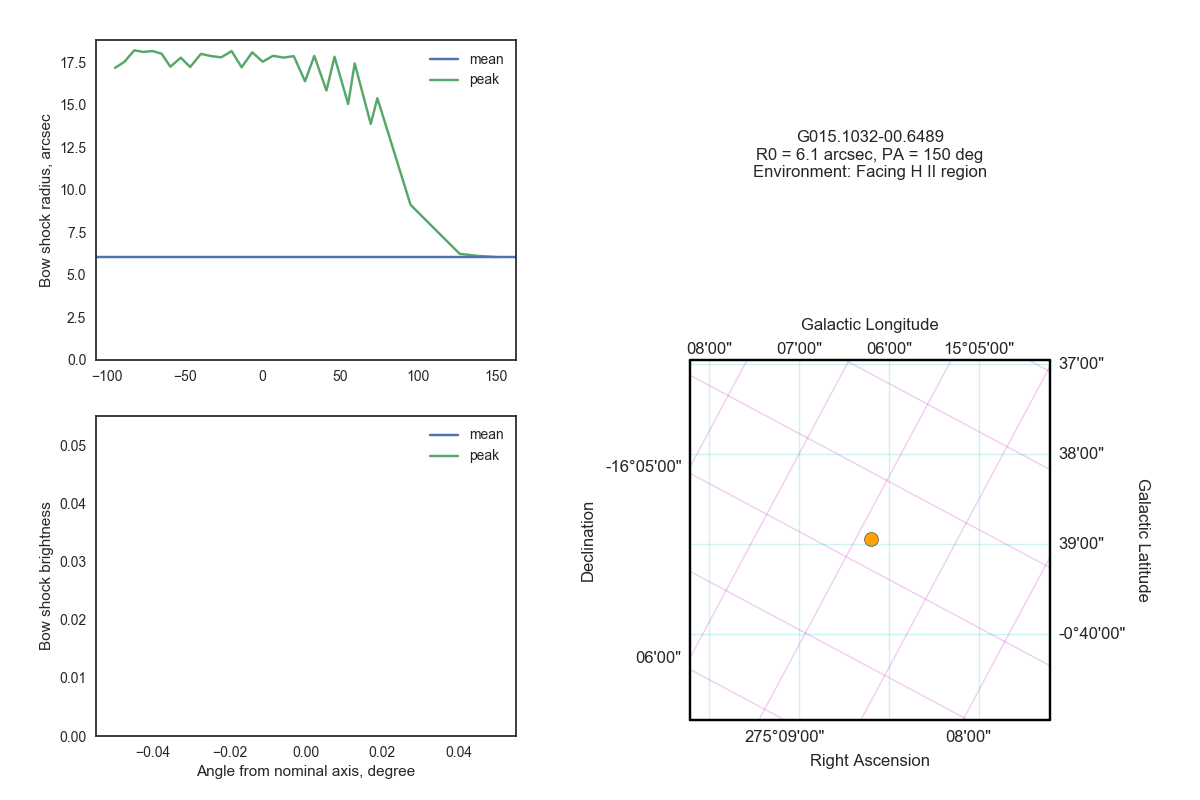 17.5
15.0
12.5
10.0
7.5
5.0
2.5
0.0
Bow shock radius, arcsec
mean
peak
−100
−50
0
50
100
150
G015.1032-00.6489
R0 = 6.1 arcsec, PA = 150 deg
Environment: Facing H II region
0.05
0.04
0.03
0.02
0.01
0.00
Bow shock brightness
mean
peak
−0.04
−0.02
0.00
0.02
0.04
Angle from nominal axis, degree
Galactic Longitude
08'00"
07'00"
06'00"
15°05'00"
37'00"
38'00"
39'00"
-0°40'00"
Galactic Latitude
-16°05'00"
06'00"
Declination
275°09'00"
08'00"
Right Ascension